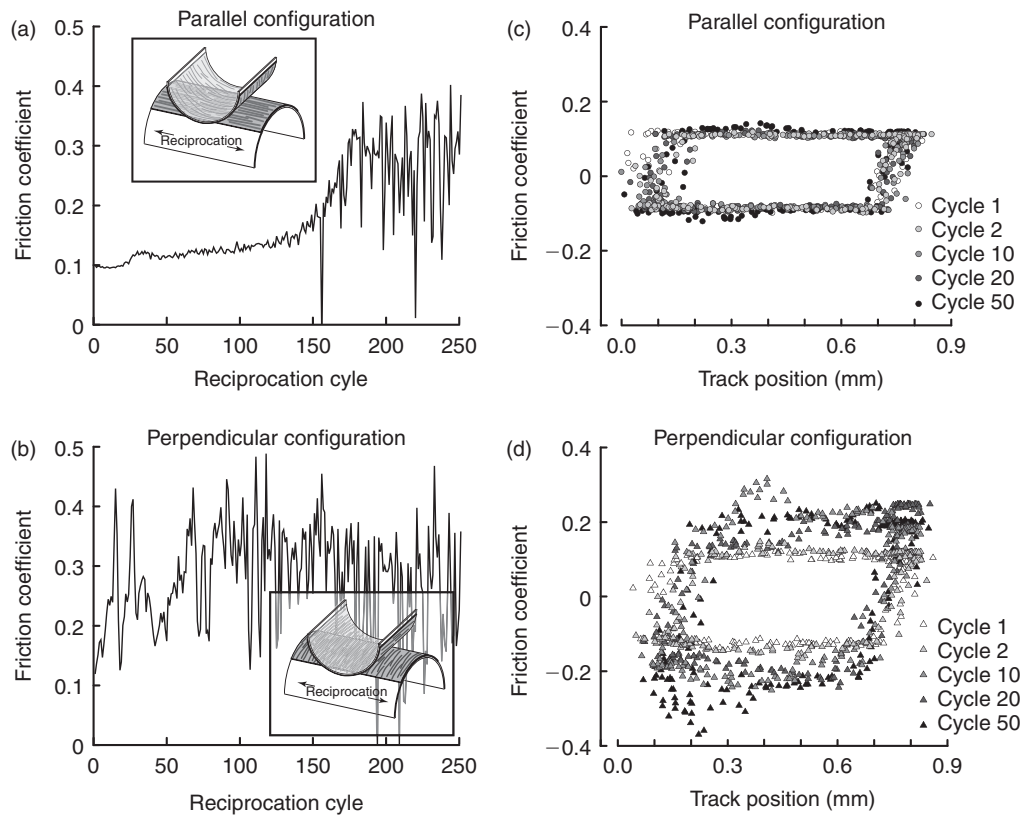 (a)
Parallel configuration
0.5
0.4
0.3
0.2
0.1
0
Friction coefficient
Reciprocation
0 50 100 150 200 250
Reciprocation cyle
(c)
Parallel configuration
0.4
0.2
0
−0.2
−0.4
Friction coefficient
Cycle 1
Cycle 2
Cycle 10
Cycle 20
Cycle 50
0.0 0.3 0.6 0.9
Track position (mm)
(b)
Perpendicular configuration
0.5
0.4
0.3
0.2
0.1
0
Friction coefficient
Reciprocation
0 50 100 150 200 250
Reciprocation cyle
(d)
Perpendicular configuration
0.4
0.2
0
−0.2
−0.4
Friction coefficient
Cycle 1
Cycle 2
Cycle 10
Cycle 20
Cycle 50
0.0 0.3 0.6 0.9
Track position (mm)